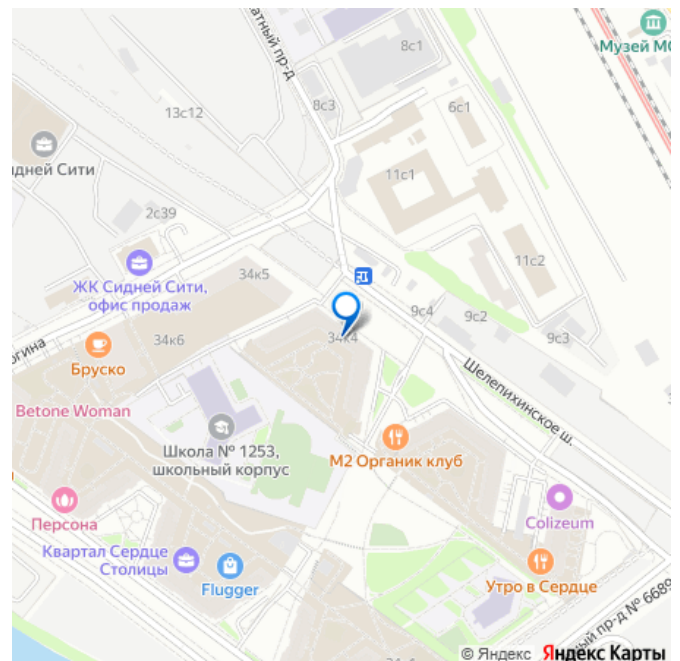 атный пр-д
8с1
Музей МС
8с3
6с1
13с12
дней Сити
11с1
2с39
11с2
ЖК Сидней Сити,
офис продаж
34к5
9с4
9с2
9с3
34к4
34к6
огина
Бруско
Шелепихинское ш.
Betone Woman
Школа № 1253,
школьный корпус
М2 Органик клуб
Персона
Colizeum
Квартал Сердце
Столицы
Flugger
Утро в Сердце
ный пр-д № 6689
© Яндекс Яндекс Карты